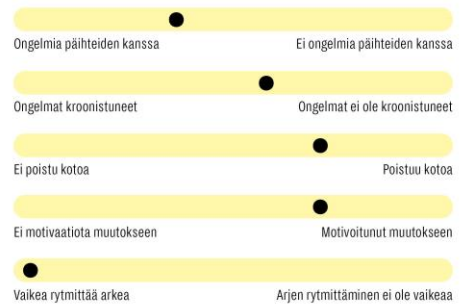 Ongelmia päihteiden kanssa Ei ongelmia päihteiden kanssa
Ongelmat kroonistuneet Ongelmat ei ole kroonistuneet
Ei poistu kotoa Poistuu kotoa
Ei motivaatiota muutokseen Motivoitunut muutokseen
Vaikea rytmittää arkea Arjen rytmittäminen ei ole vaikeaa